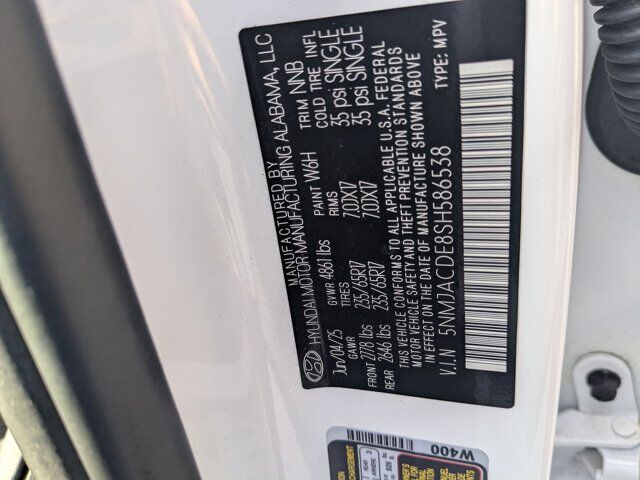 MANUFACTURED BY
HYUNDAI MOTOR MANUFACTURING ALABAMA, LLC
Jun/04/25 GVWR 4861 lbs PAINT W6H TRIM NNB
GAWR TIRES RIMS COLD TIRE INFL
FRONT 2778 lbs 235/65R17 7.0JX17 35 psi SINGLE
REAR 2646 lbs 235/65R17 7.0JX17 35 psi SINGLE
THIS VEHICLE CONFORMS TO ALL APPLICABLE U.S.A. FEDERAL
MOTOR VEHICLE SAFETY AND THEFT PREVENTION STANDARDS
IN EFFECT ON THE DATE OF MANUFACTURE SHOWN ABOVE
V.I.N 5NMJACDE8SH586538 TYPE: MPV
W400